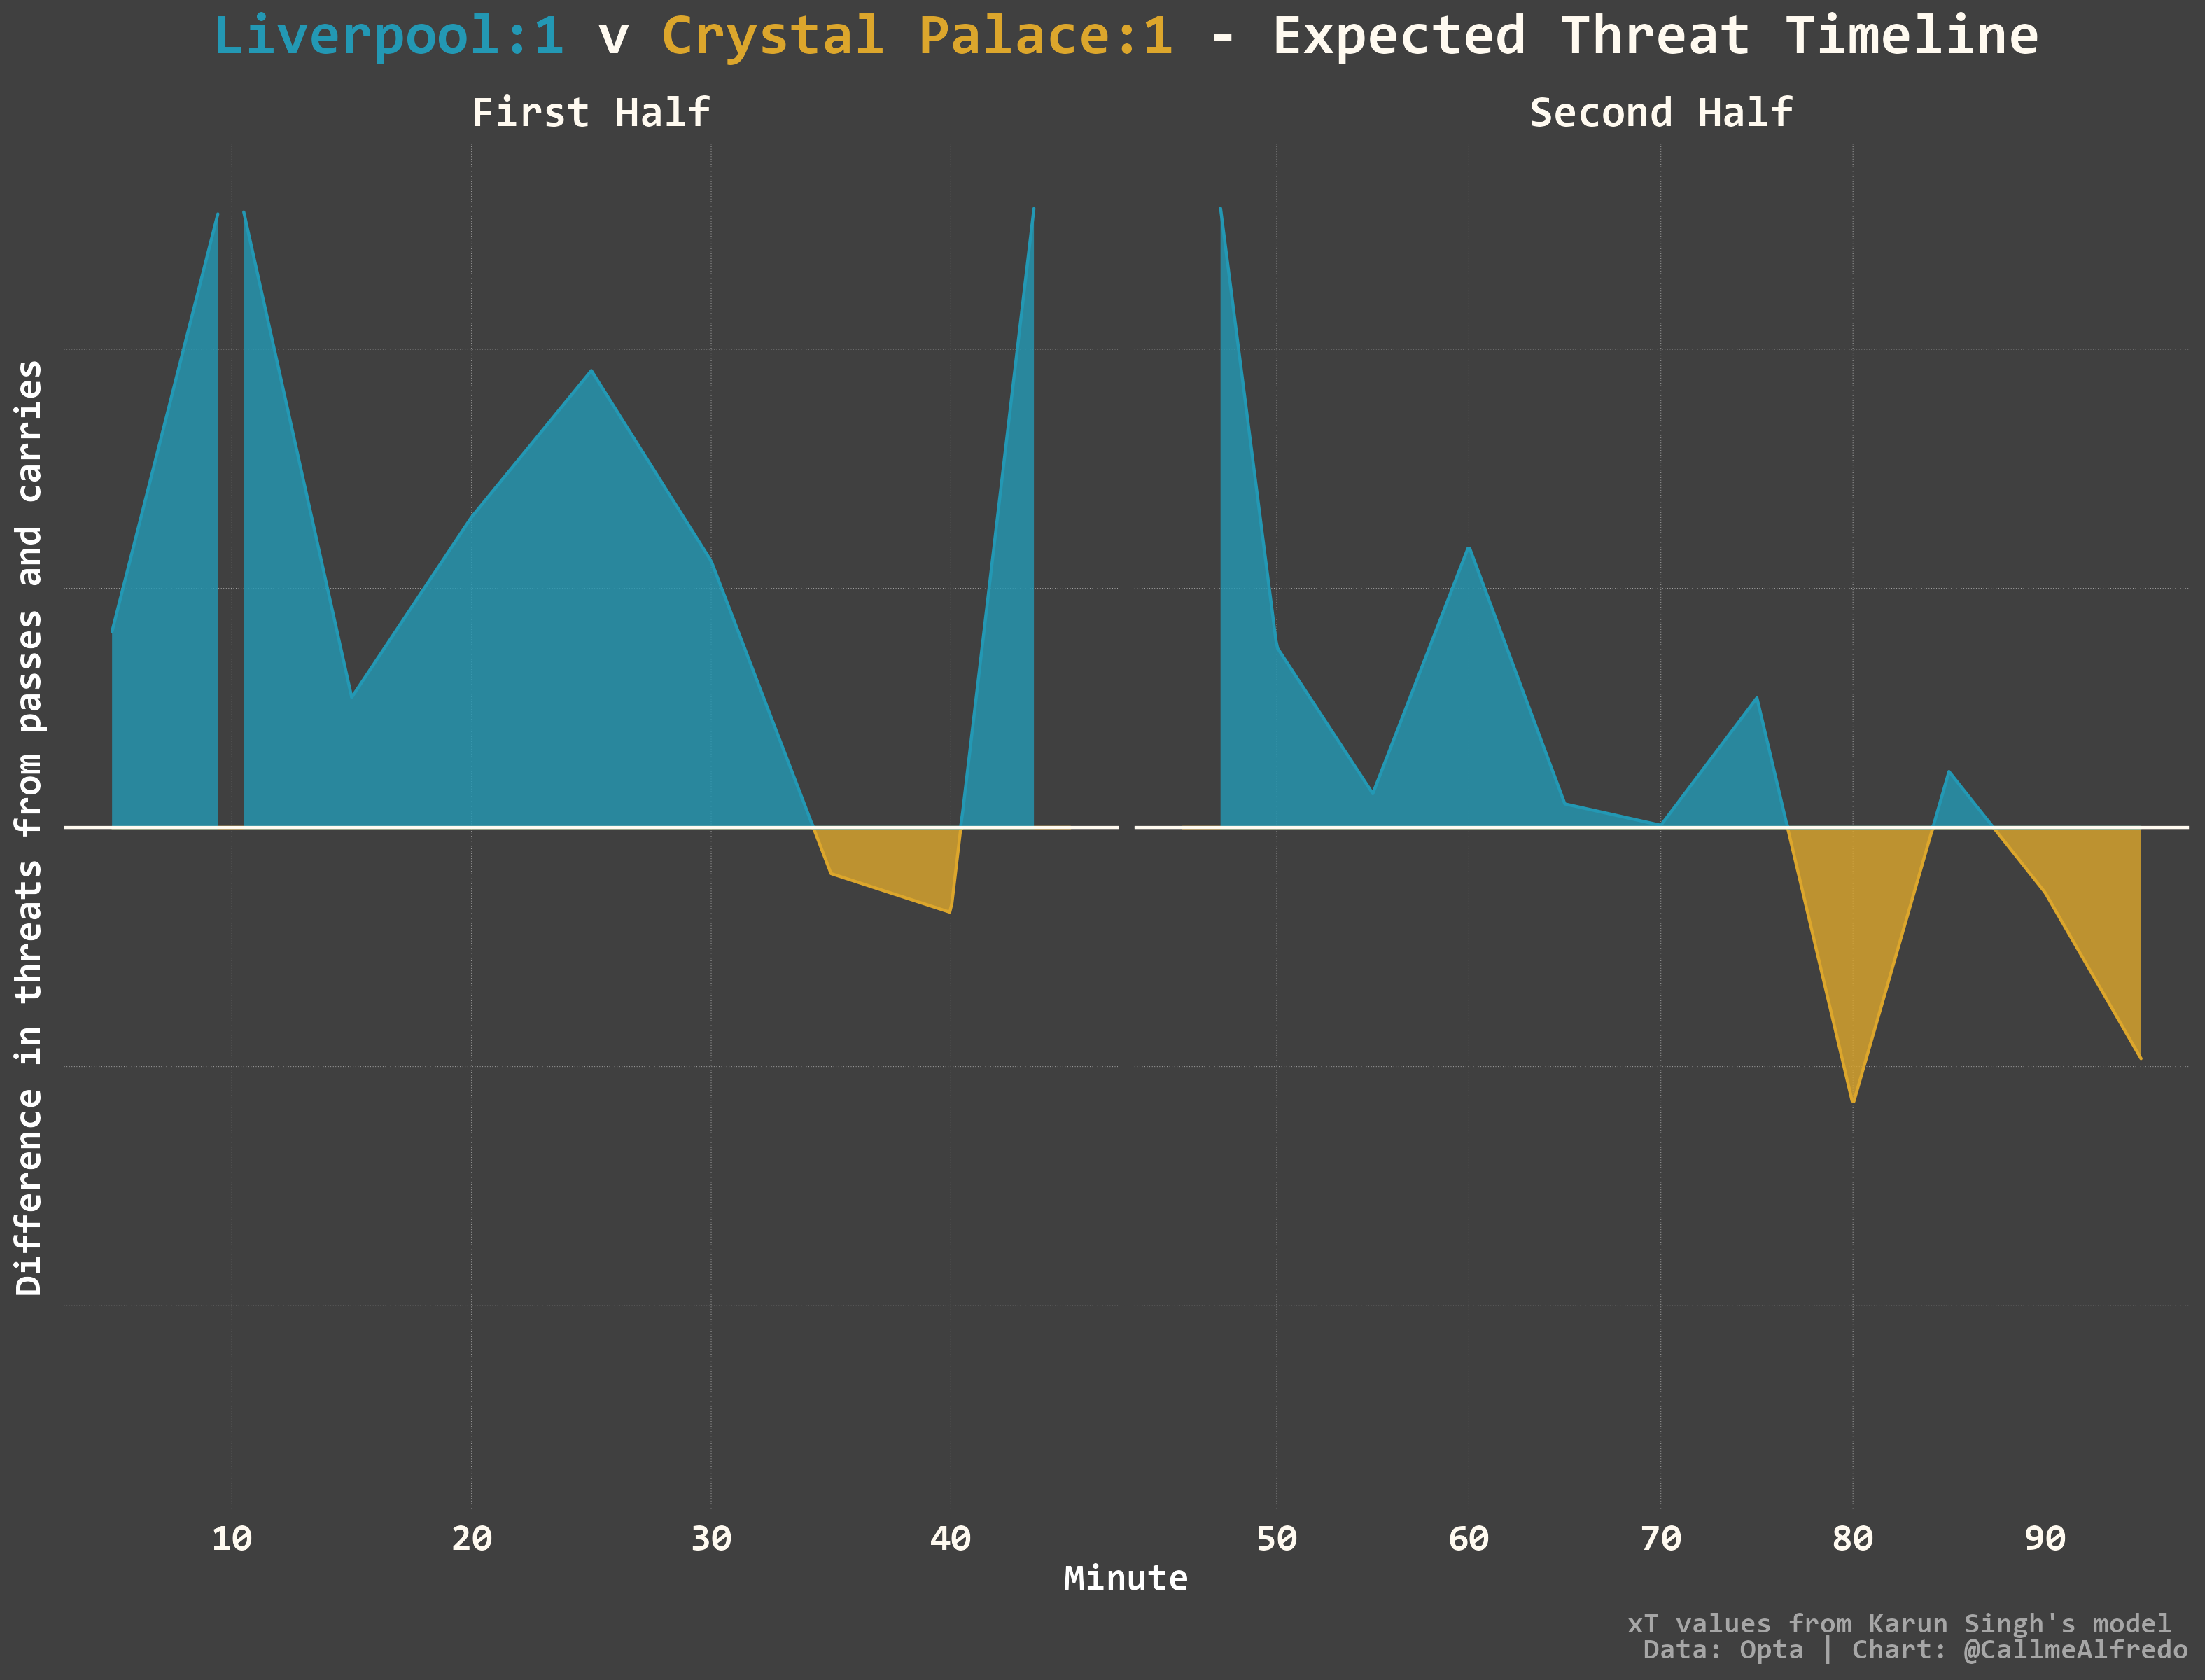 Liverpool:1 v Crystal Palace:1 - Expected Threat Timeline
First Half
Second Half
Difference in threats from passes and carries
10 20 30 40 50 60 70 80 90
Minute
xT values from Karun Singh's model
Data: Opta | Chart: @CallmeAlfredo